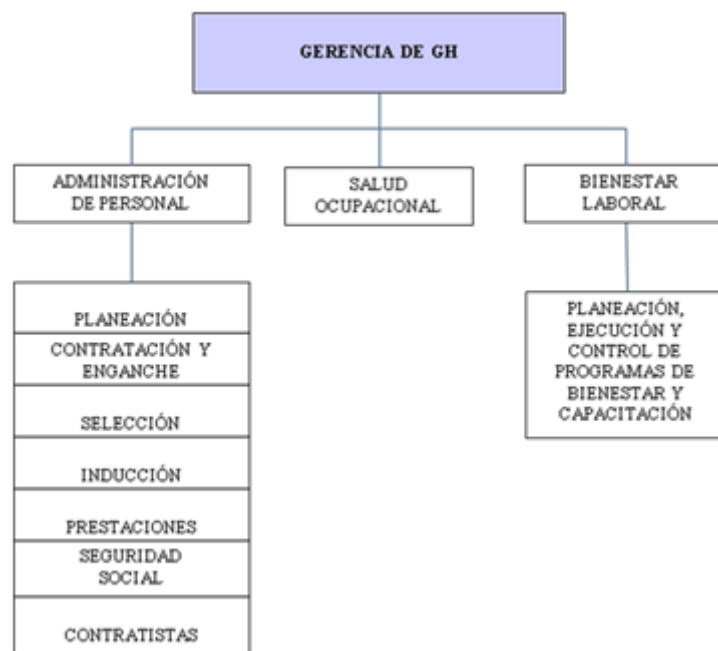 GERENCIA DE GH
ADMINISTRACIÓN
DE PERSONAL
SALUD
OCUPACIONAL
BIENESTAR
LABORAL
PLANEACIÓN
CONTRATACIÓN Y
ENGANCHE
SELECCIÓN
INDUCCIÓN
PRESTACIONES
SEGURIDAD
SOCIAL
CONTRATISTAS
PLANEACIÓN,
EJECUCIÓN Y
CONTROL DE
PROGRAMAS DE
BIENESTAR Y
CAPACITACIÓN